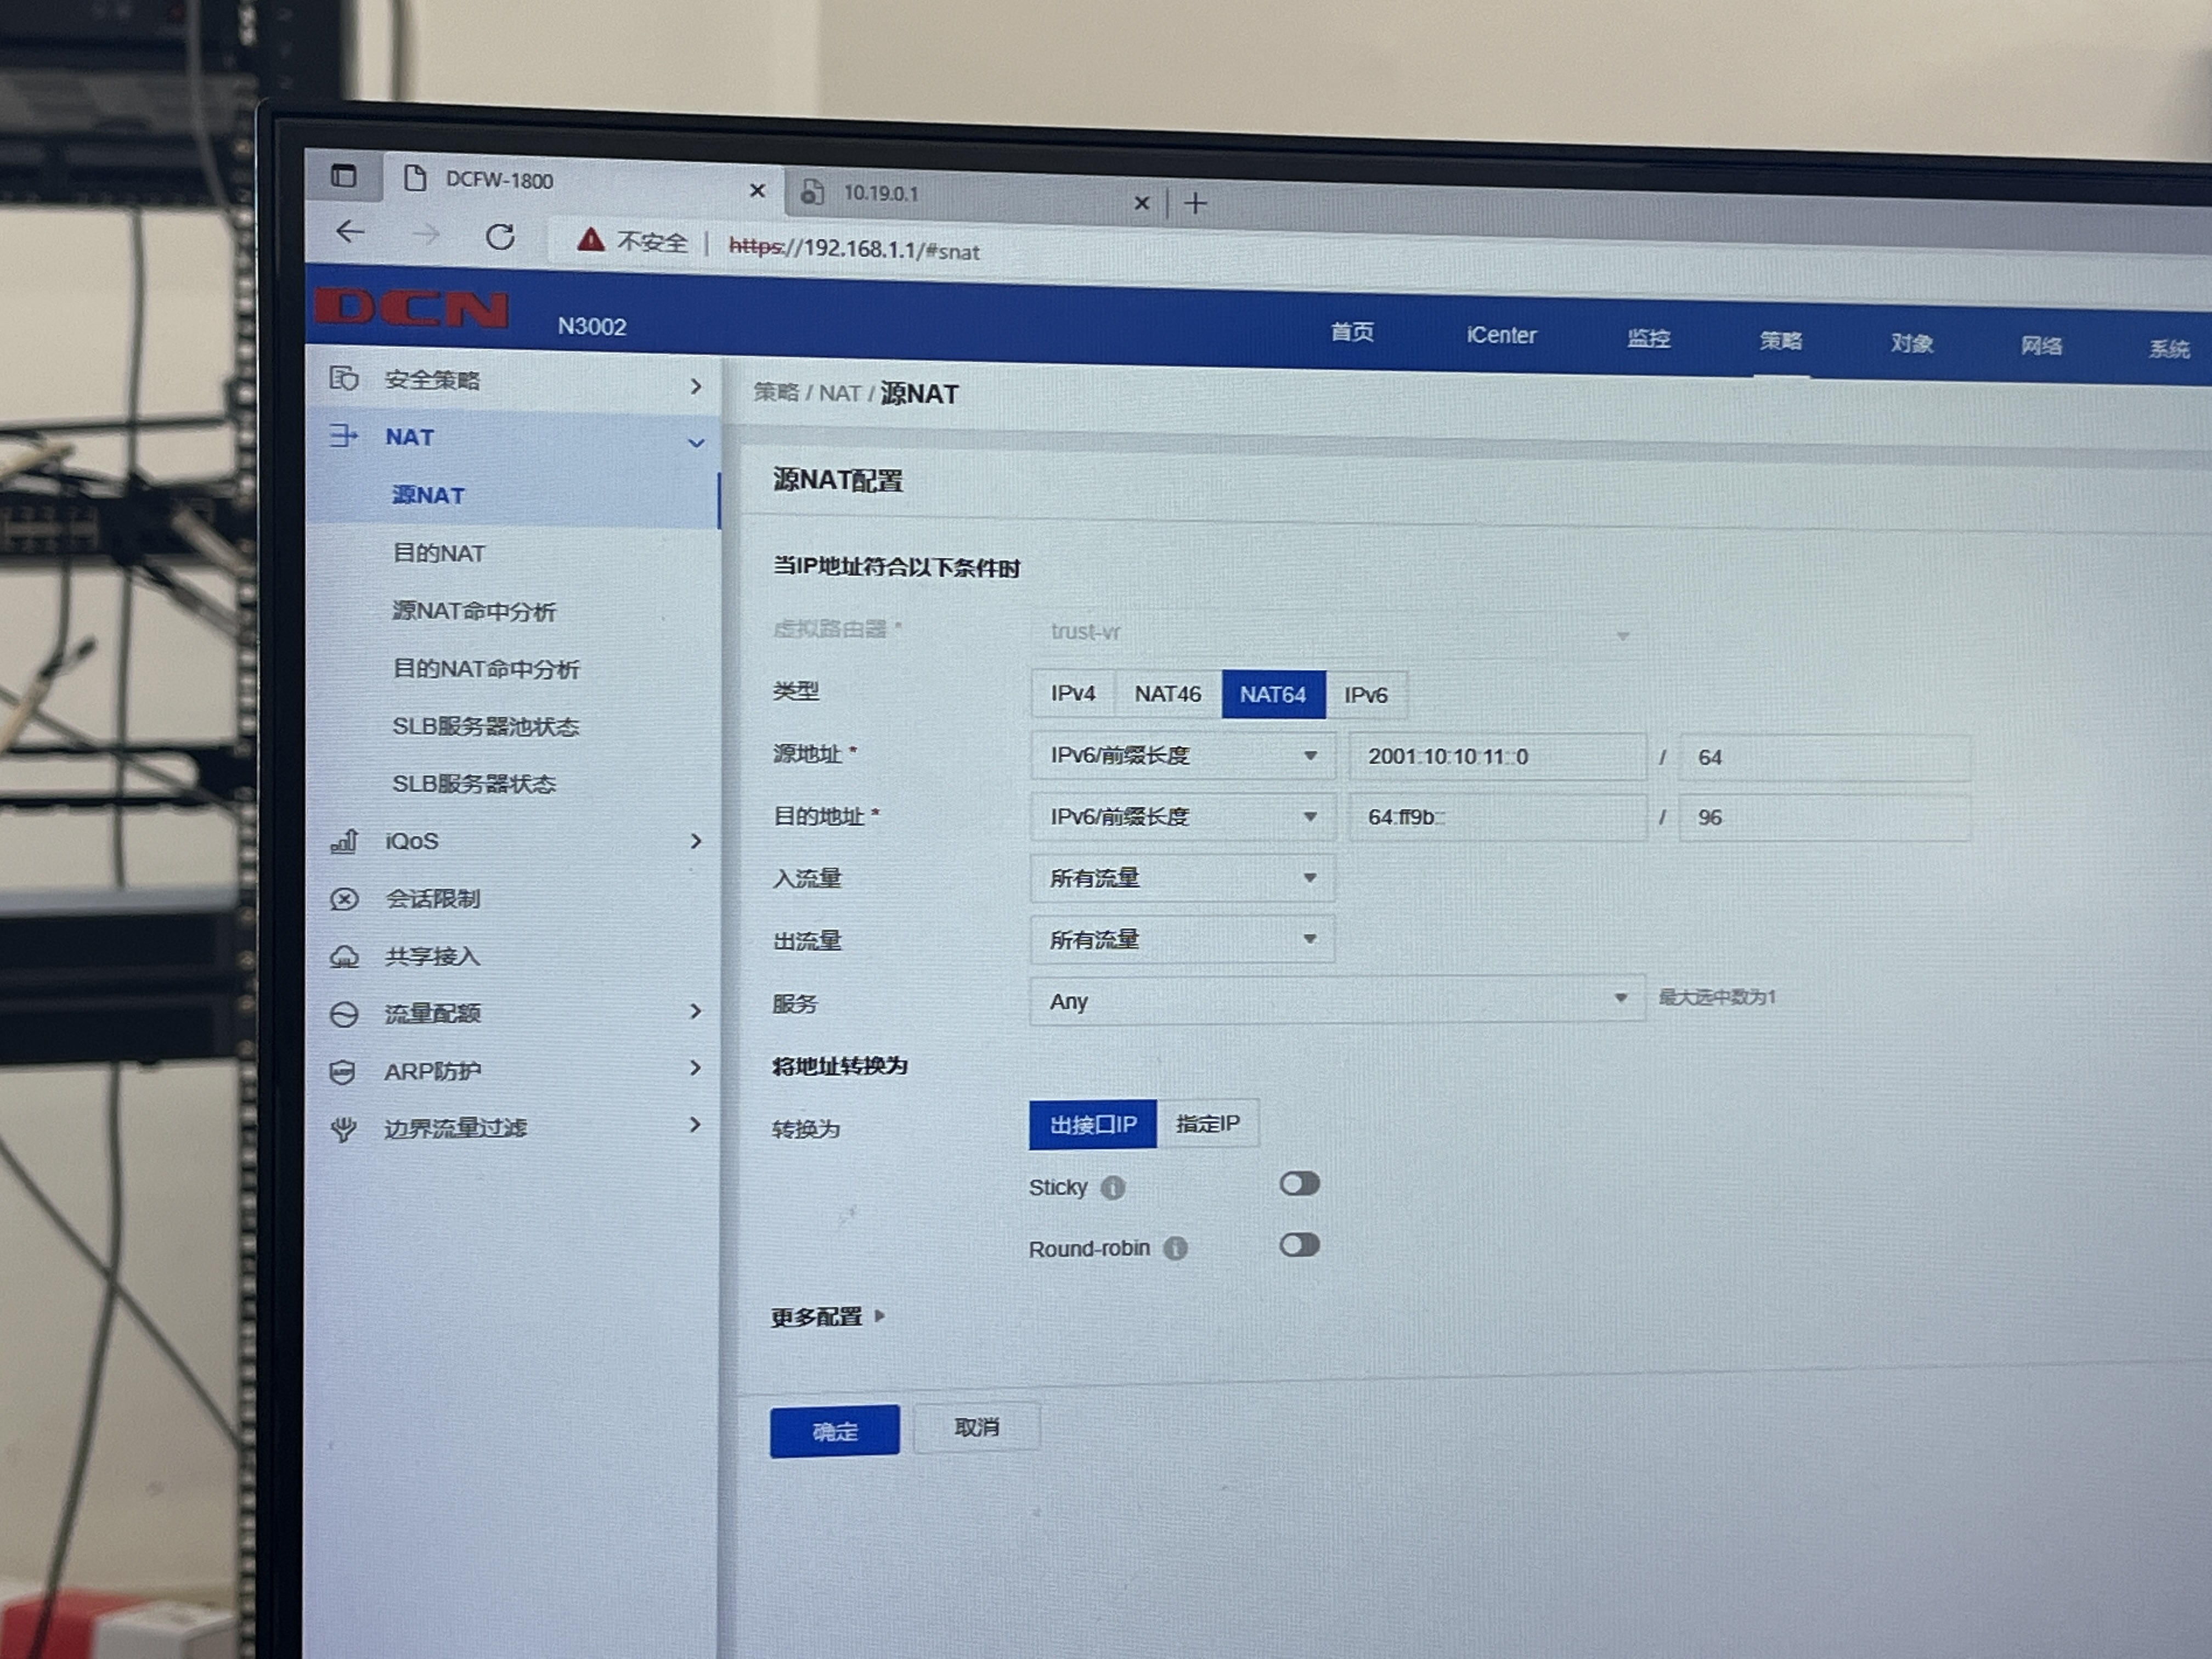 DCFW-1800
10.19.0.1
不安全 | https://192.168.1.1/#snat
DCN N3002 首页 iCenter 监控 策略 对象 网络 系统
安全策略
NAT
源NAT
目的NAT
源NAT命中分析
目的NAT命中分析
SLB服务器池状态
SLB服务器状态
iQoS
会话限制
共享接入
流量配额
ARP防护
边界流量过滤
策略 / NAT / 源NAT
源NAT配置
当IP地址符合以下条件时
虚拟路由器 * trust-vr
类型 IPv4 NAT46 NAT64 IPv6
源地址 * IPv6/前缀长度 2001:10:10:11::0 / 64
目的地址 * IPv6/前缀长度 64:ff9b:: / 96
入流量 所有流量
出流量 所有流量
服务 Any 最大选中数为1
将地址转换为
转换为 出接口IP 指定IP
Sticky
Round-robin
更多配置
确定 取消